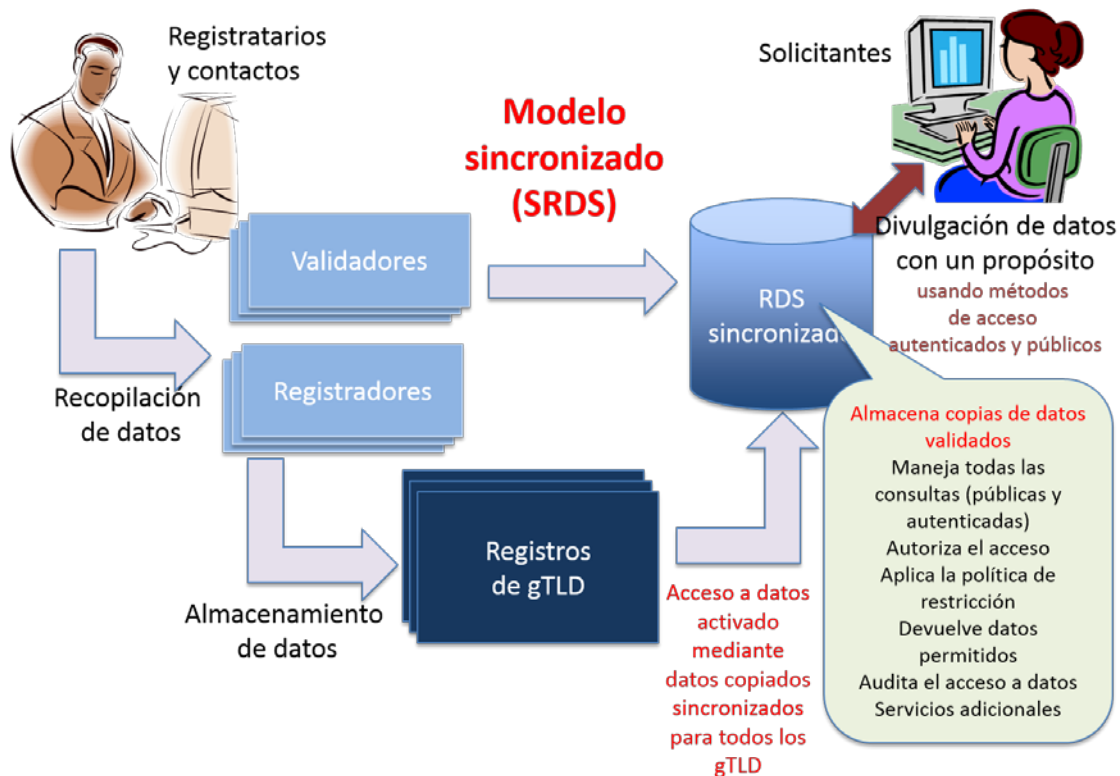 Registratarios
y contactos
Solicitantes
Modelo
sincronizado
(SRDS)
Validadores
Registradores
Recopilación
de datos
RDS
sincronizado
Divulgación de datos
con un propósito
usando métodos
de acceso
autenticados y públicos
Registros
de gTLD
Almacenamiento
de datos
Acceso a datos
activado
mediante
datos copiados
sincronizados
para todos los
gTLD
Almacena copias de datos
validados
Maneja todas las
consultas (públicas y
autenticadas)
Autoriza el acceso
Aplica la política de
restricción
Devuelve datos
permitidos
Audita el acceso a datos
Servicios adicionales